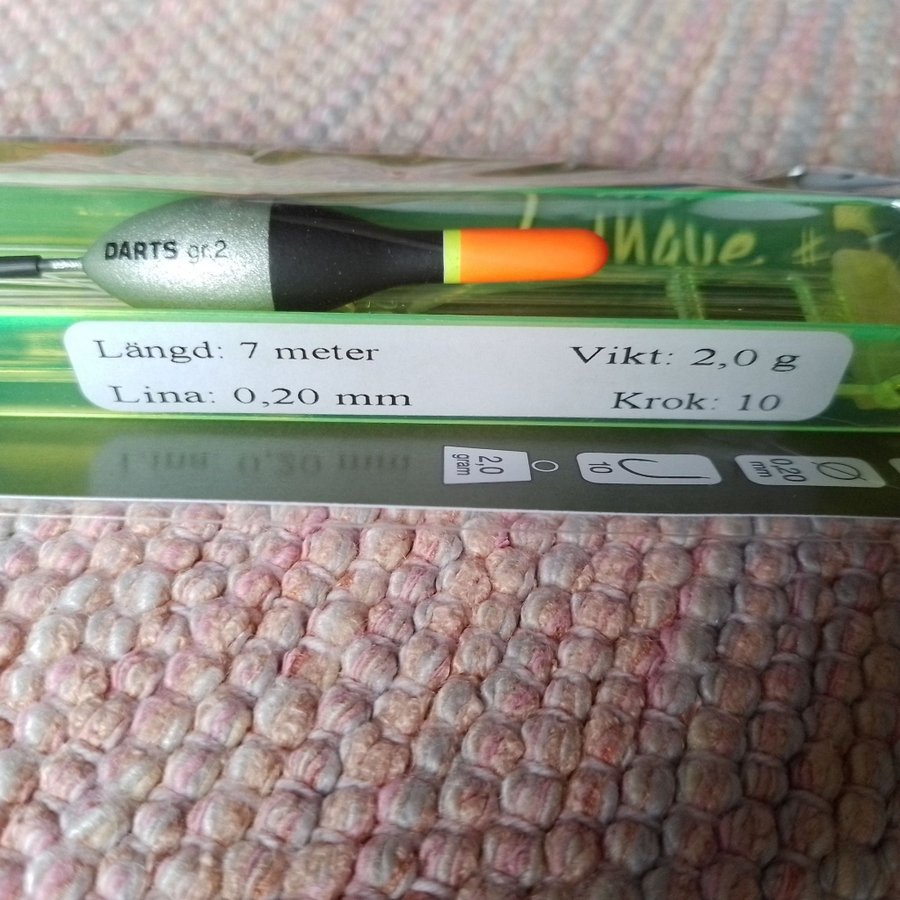 DARTS gr.2
Längd: 7 meter Vikt: 2,0 g
Lina: 0,20 mm Krok: 10
2,0
gram
10
0,20
mm